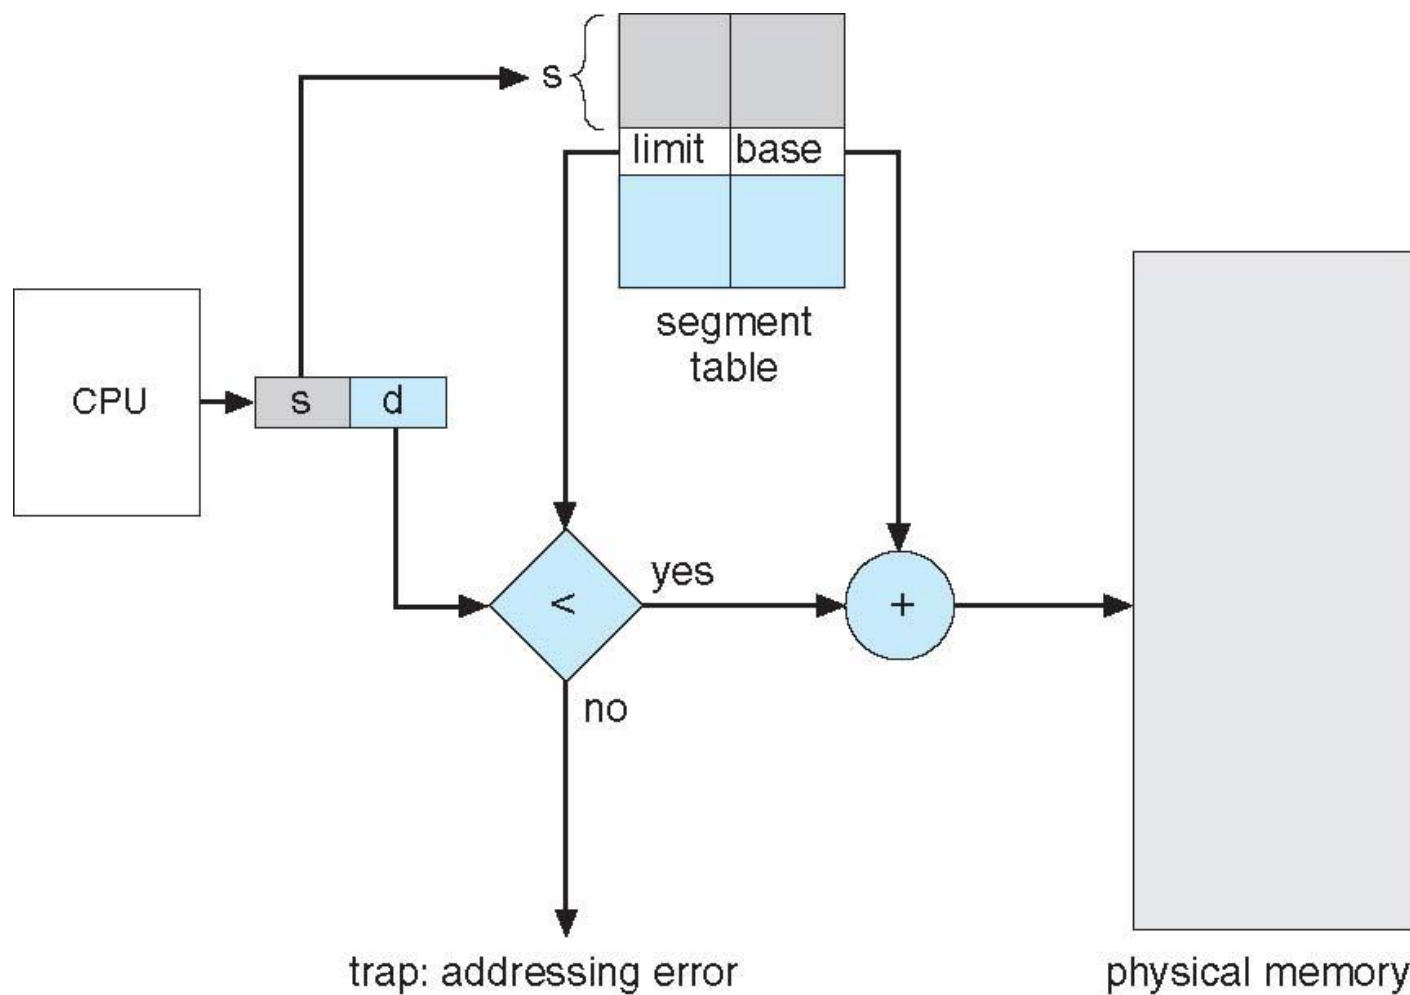 s
limit base
segment
table
CPU
s d
<
yes
+
no
trap: addressing error
physical memory